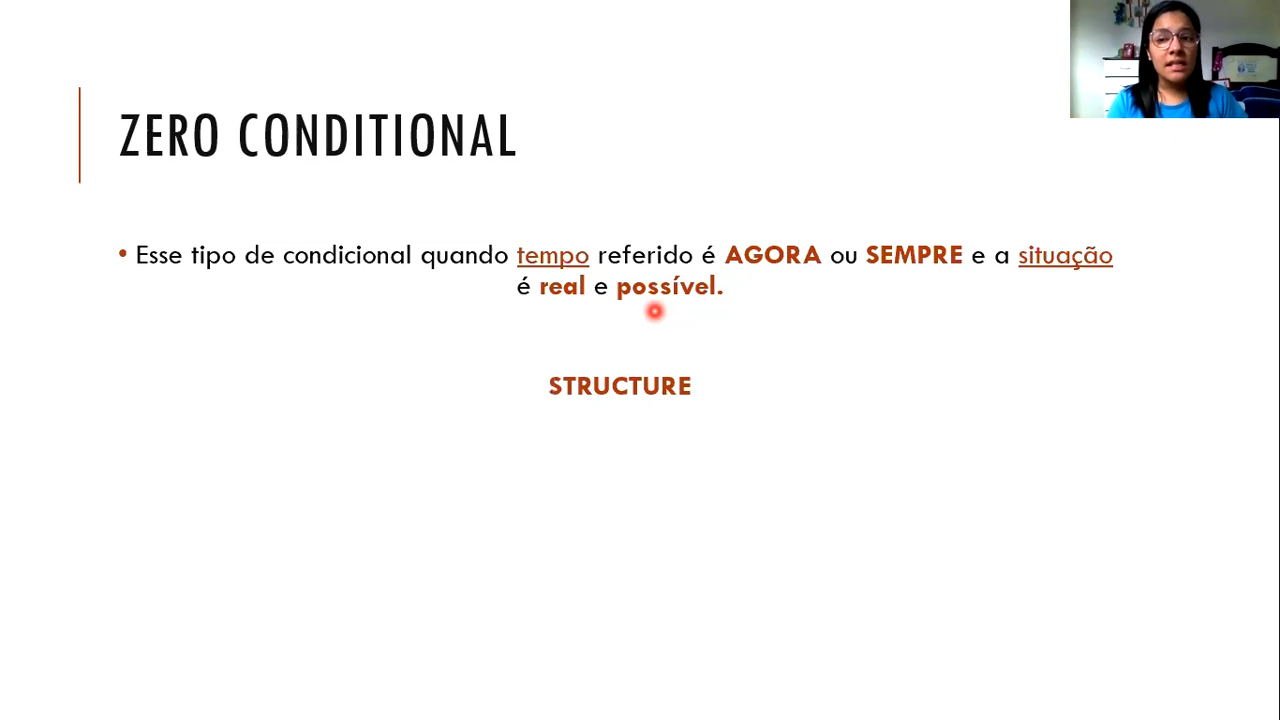 ZERO CONDITIONAL
• Esse tipo de condicional quando tempo referido é AGORA ou SEMPRE e a situação
é real e possível.
STRUCTURE